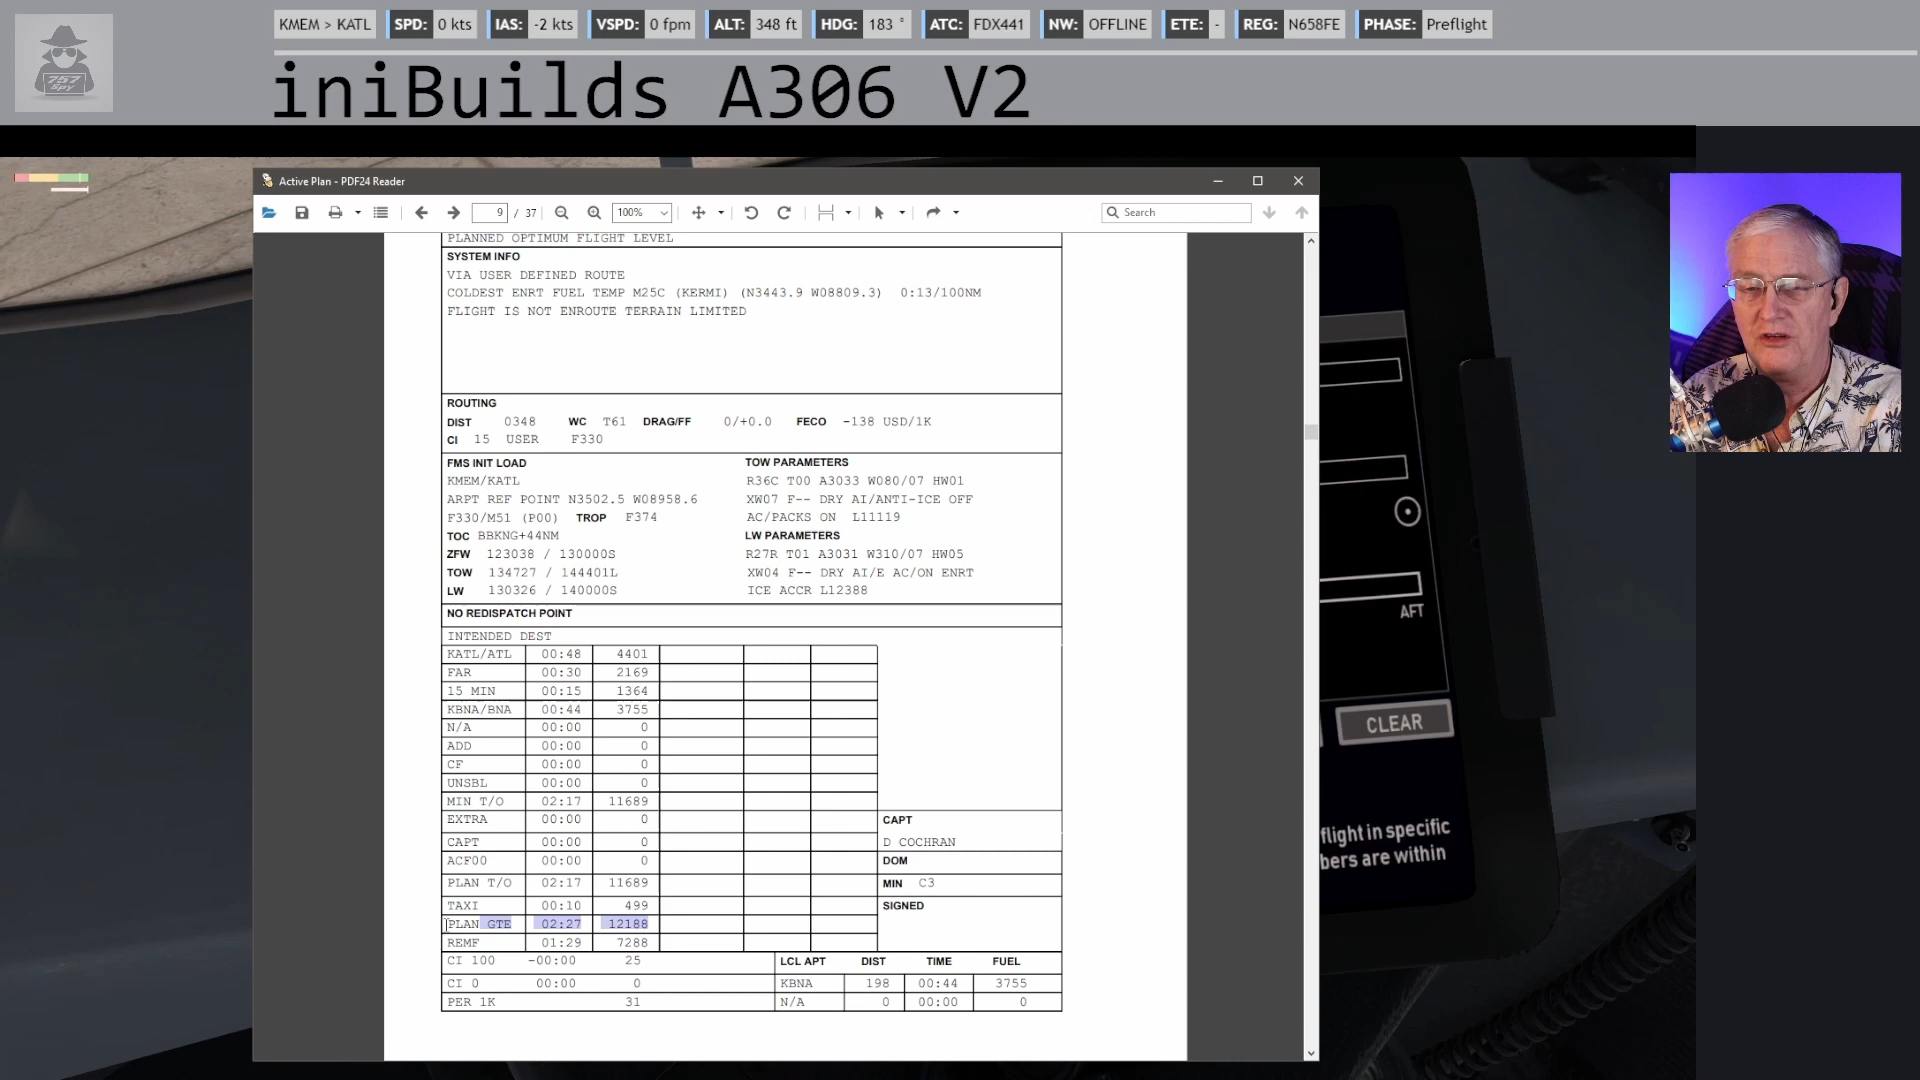 KMEM > KATL SPD: 0 kts IAS: -2 kts VSPD: 0 fpm ALT: 348 ft HDG: 183 ° ATC: FDX441 NW: OFFLINE ETE: - REG: N658FE PHASE: Preflight
757
Spy
iniBuilds A306 V2
Active Plan - PDF24 Reader
9 / 37 100% Search
PLANNED OPTIMUM FLIGHT LEVEL
SYSTEM INFO
VIA USER DEFINED ROUTE
COLDEST ENRT FUEL TEMP M25C (KERMI) (N3443.9 W08809.3) 0:13/100NM
FLIGHT IS NOT ENROUTE TERRAIN LIMITED
ROUTING
DIST 0348 WC T61 DRAG/FF 0/+0.0 FECO -138 USD/1K
CI 15 USER F330
FMS INIT LOAD TOW PARAMETERS
KMEM/KATL R36C T00 A3033 W080/07 HW01
ARPT REF POINT N3502.5 W08958.6 XW07 F-- DRY AI/ANTI-ICE OFF
F330/M51 (P00) TROP F374 AC/PACKS ON L11119
TOC BBKNG+44NM LW PARAMETERS
ZFW 123038 / 130000S R27R T01 A3031 W310/07 HW05
TOW 134727 / 144401L XW04 F-- DRY AI/E AC/ON ENRT
LW 130326 / 140000S ICE ACCR L12388
NO REDISPATCH POINT
INTENDED DEST
KATL/ATL 00:48 4401
FAR 00:30 2169
15 MIN 00:15 1364
KBNA/BNA 00:44 3755
N/A 00:00 0
ADD 00:00 0
CF 00:00 0
UNSBL 00:00 0
MIN T/O 02:17 11689
EXTRA 00:00 0 CAPT
CAPT 00:00 0 D COCHRAN
ACF00 00:00 0 DOM
PLAN T/O 02:17 11689 MIN C3
TAXI 00:10 499 SIGNED
PLAN GTE 02:27 12188
REMF 01:29 7288
CI 100 -00:00 25 LCL APT DIST TIME FUEL
CI 0 00:00 0 KBNA 198 00:44 3755
PER 1K 31 N/A 0 00:00 0
AFT
CLEAR
flight in specific
bers are within